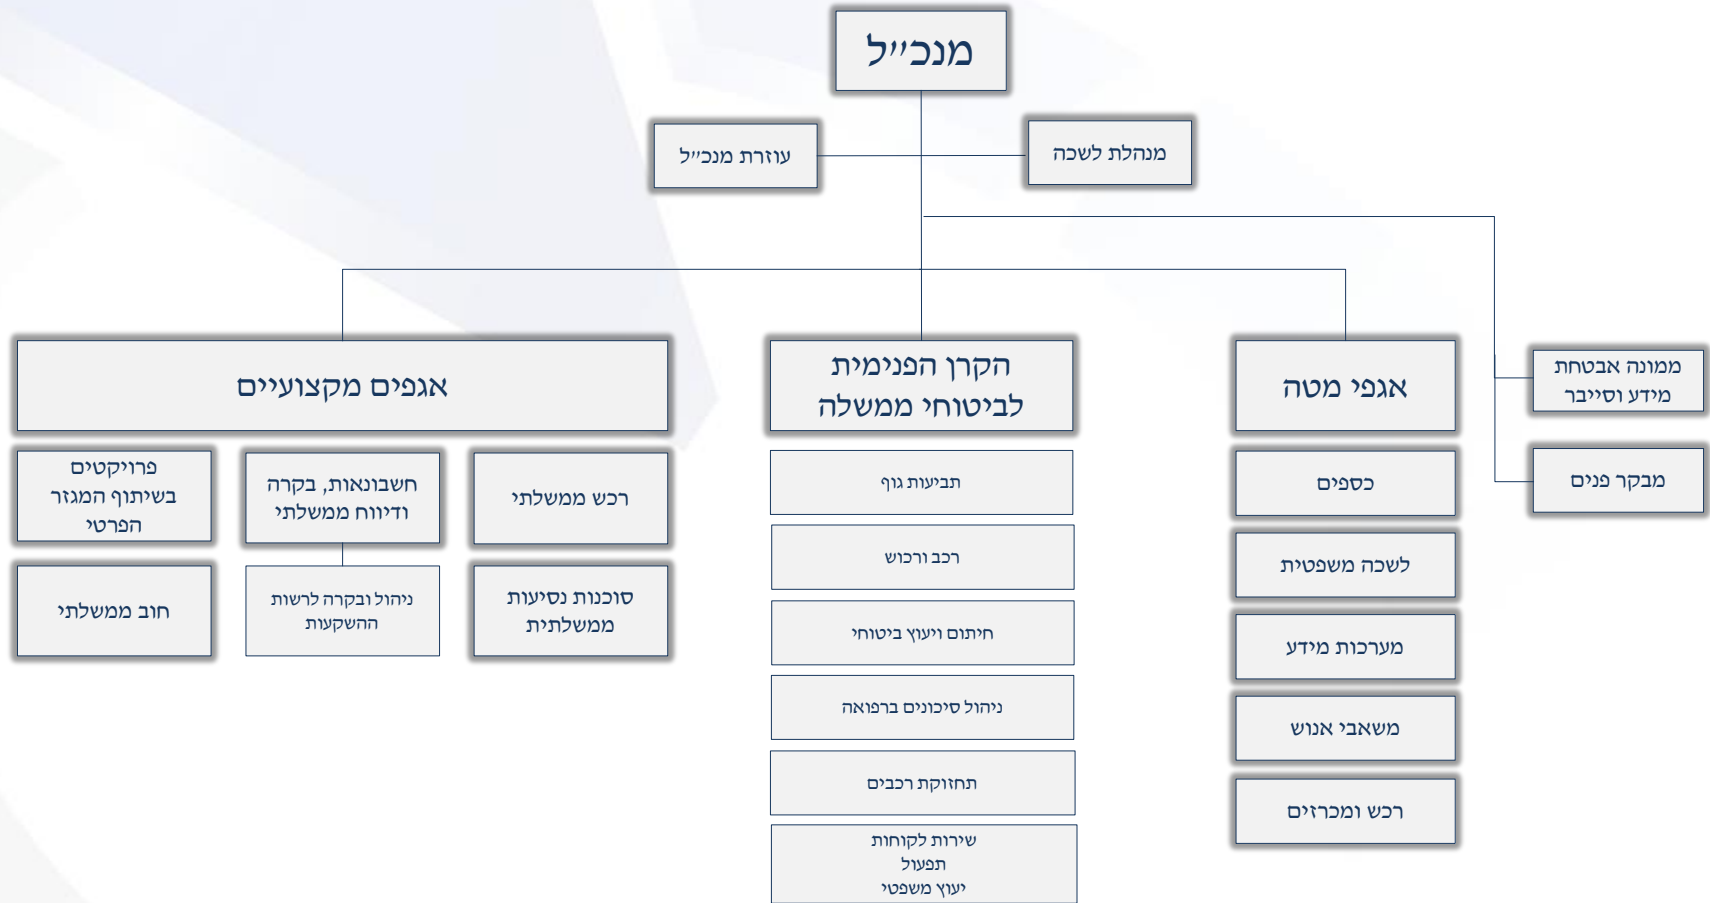 מנכ״ל
מנהלת לשכה
עוזרת מנכ״ל
ממונה אבטחת
מידע וסייבר
מבקר פנים
אגפי מטה
כספים
לשכה משפטית
מערכות מידע
משאבי אנוש
רכש ומכרזים
הקרן הפנימית
לביטוחי ממשלה
תביעות גוף
רכב ורכוש
חיתום ויעוץ ביטוחי
ניהול סיכונים ברפואה
תחזוקת רכבים
שירות לקוחות
תפעול
יעוץ משפטי
אגפים מקצועיים
רכש ממשלתי
סוכנות נסיעות
ממשלתית
חשבונאות, בקרה
ודיווח ממשלתי
ניהול ובקרה לרשות
ההשקעות
פרויקטים
בשיתוף המגזר
הפרטי
חוב ממשלתי